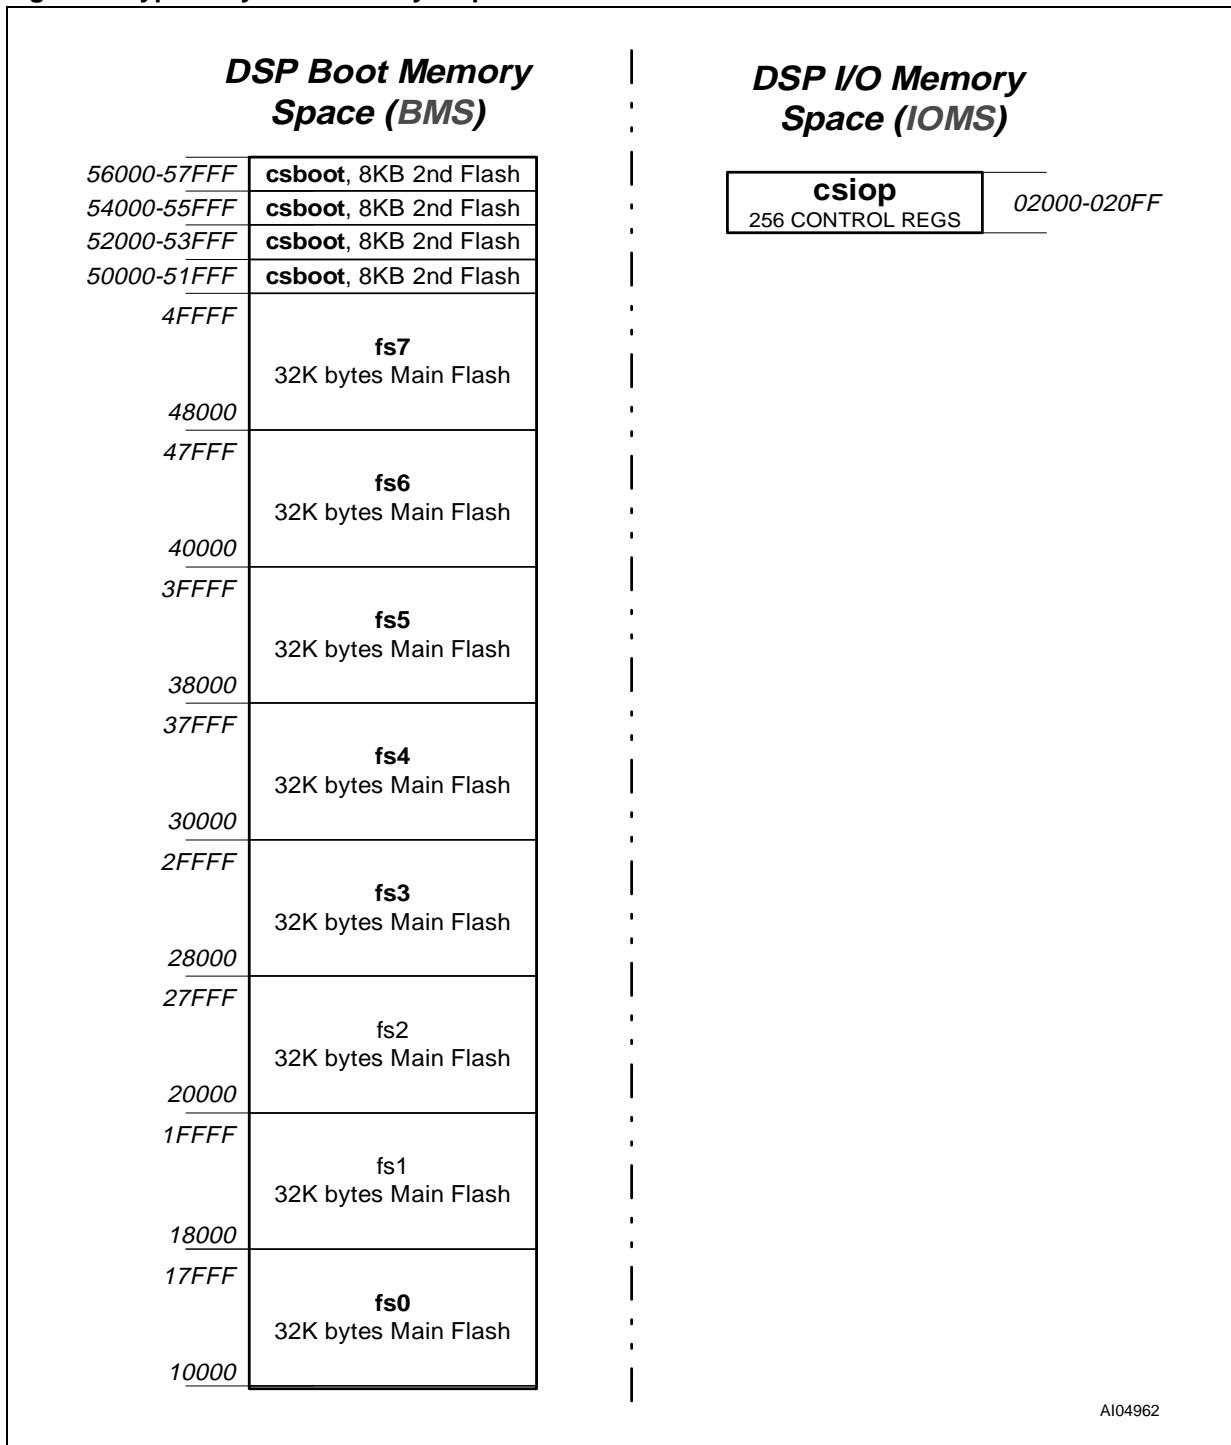 DSP Boot Memory
Space (BMS)
56000-57FFF csboot, 8KB 2nd Flash
54000-55FFF csboot, 8KB 2nd Flash
52000-53FFF csboot, 8KB 2nd Flash
50000-51FFF csboot, 8KB 2nd Flash
4FFFF
fs7
32K bytes Main Flash
48000
47FFF
fs6
32K bytes Main Flash
40000
3FFFF
fs5
32K bytes Main Flash
38000
37FFF
fs4
32K bytes Main Flash
30000
2FFFF
fs3
32K bytes Main Flash
28000
27FFF
fs2
32K bytes Main Flash
20000
1FFFF
fs1
32K bytes Main Flash
18000
17FFF
fs0
32K bytes Main Flash
10000
DSP I/O Memory
Space (IOMS)
csiop
256 CONTROL REGS
02000-020FF
AI04962